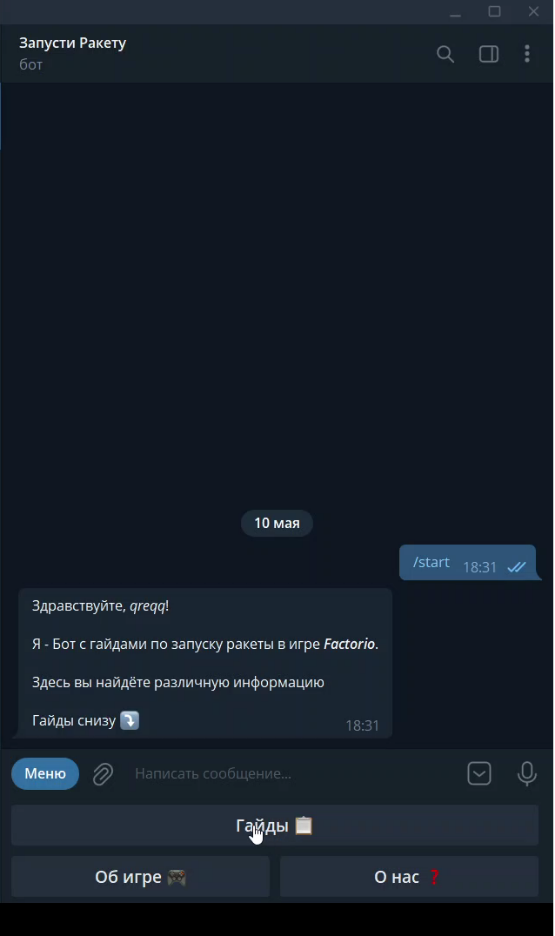 Запусти Ракету
бот
10 мая
/start 18:31
Здравствуйте, qreqq!
Я - Бот с гайдами по запуску ракеты в игре Factorio.
Здесь вы найдёте различную информацию
Гайды снизу ⤵️
18:31
Меню
Написать сообщение...
Гайды 📋
Об игре 🎮
О нас ❓